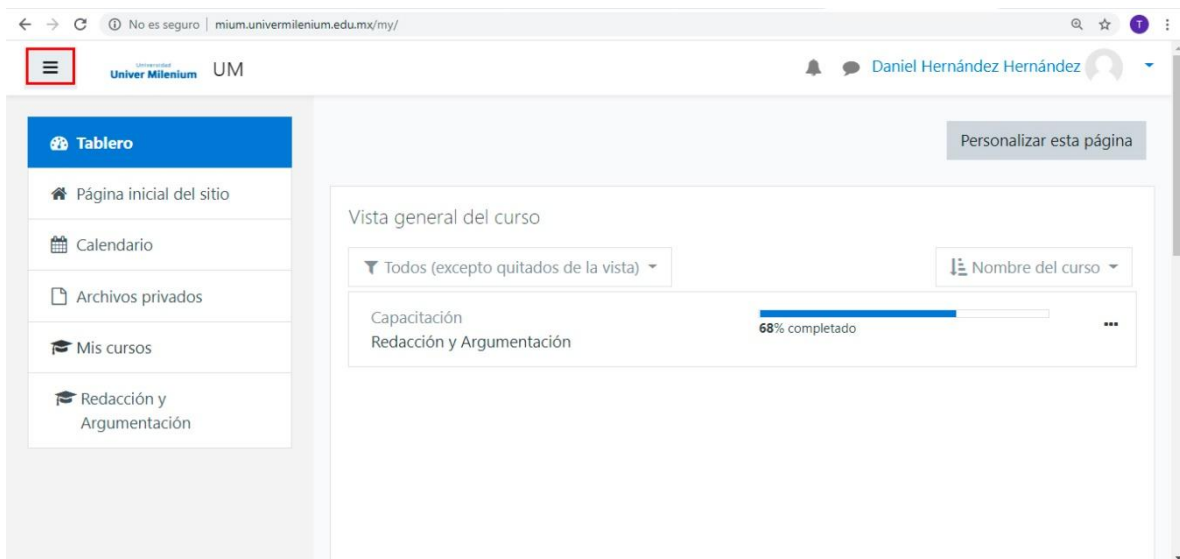 No es seguro | mium.univermilenium.edu.mx/my/
T
Universidad
Univer Milenium UM
Daniel Hernández Hernández
Tablero
Personalizar esta página
Página inicial del sitio
Calendario
Archivos privados
Mis cursos
Redacción y
Argumentación
Vista general del curso
Todos (excepto quitados de la vista)
Nombre del curso
Capacitación
Redacción y Argumentación
68% completado